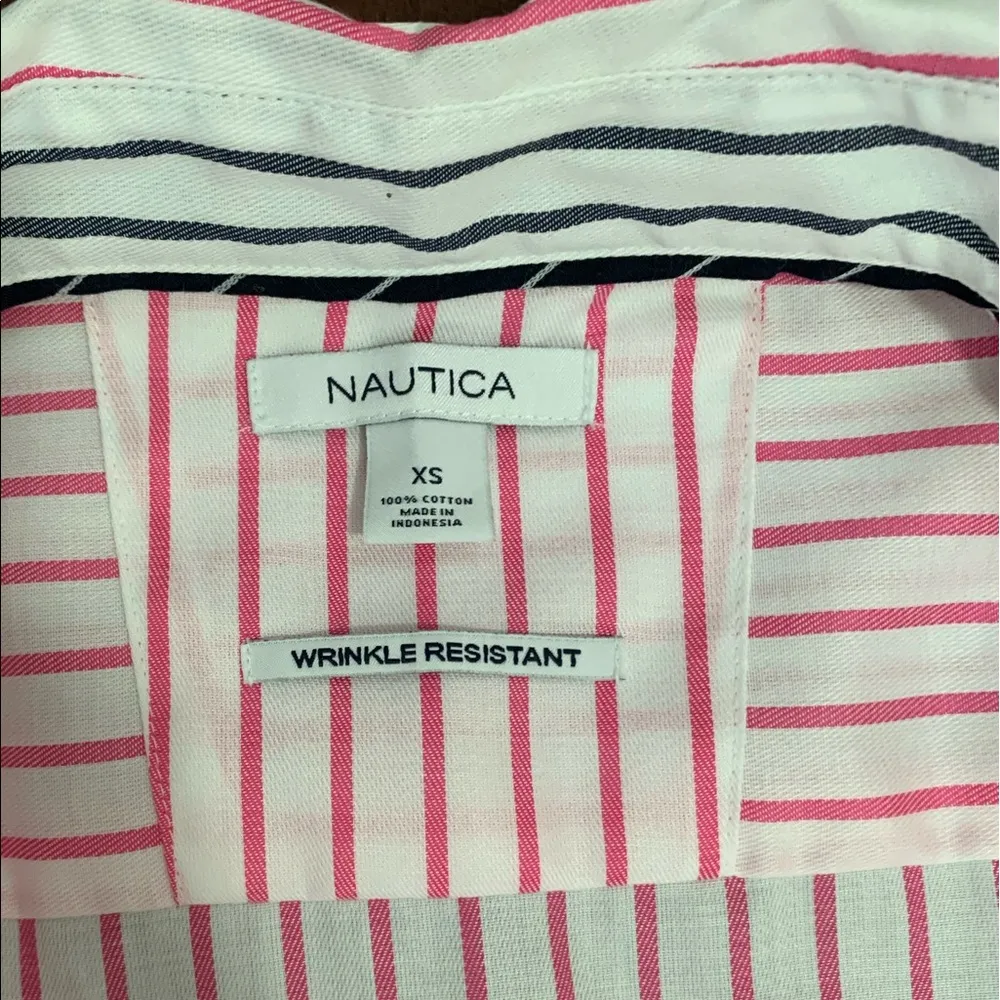 NAUTICA
XS
100% COTTON
MADE IN
INDONESIA
WRINKLE RESISTANT